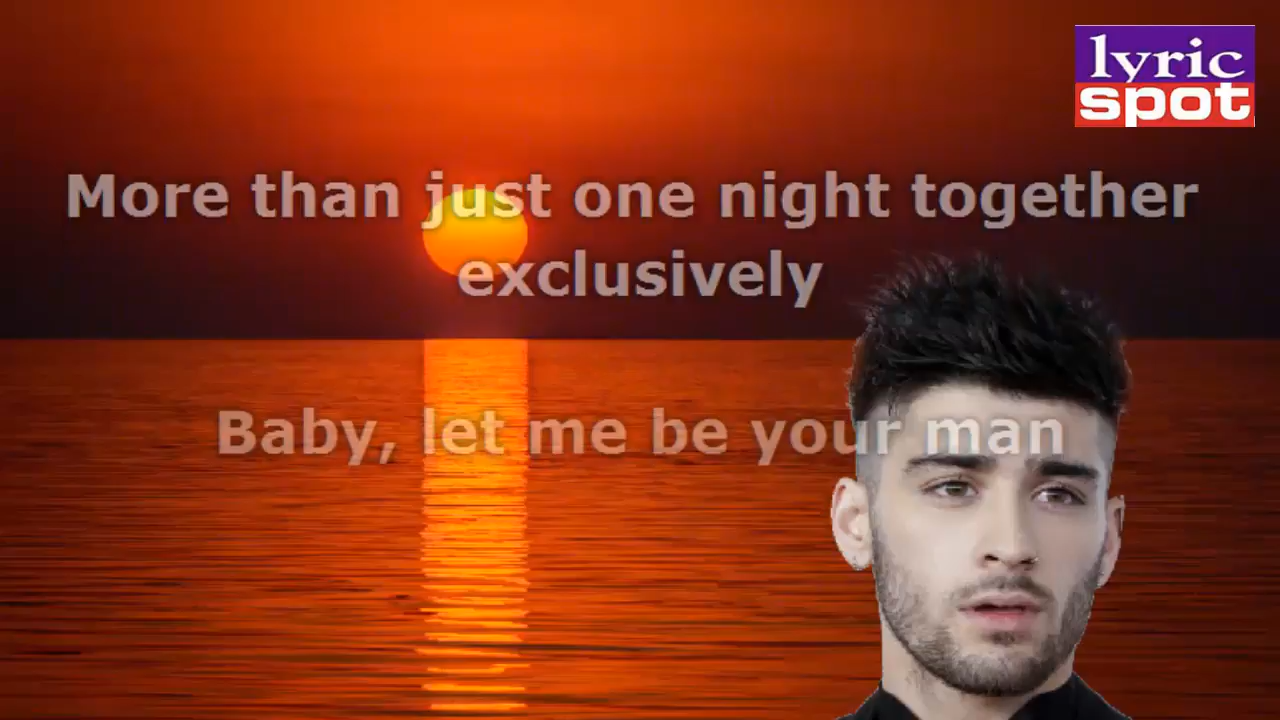 lyric
spot
More than just one night together
exclusively
Baby, let me be your man